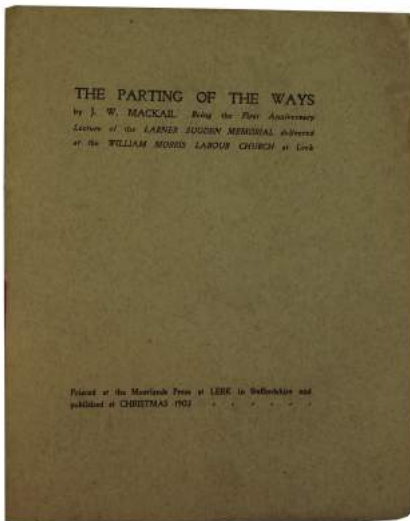 THE PARTING OF THE WAYS
by J. W. MACKAIL Being the First Anniversary
Lecture of the LARNER SUGDEN MEMORIAL delivered
at the WILLIAM MORRIS LABOUR CHURCH at Leek
Printed at the Moorlands Press at LEEK in Staffordshire and
published at CHRISTMAS